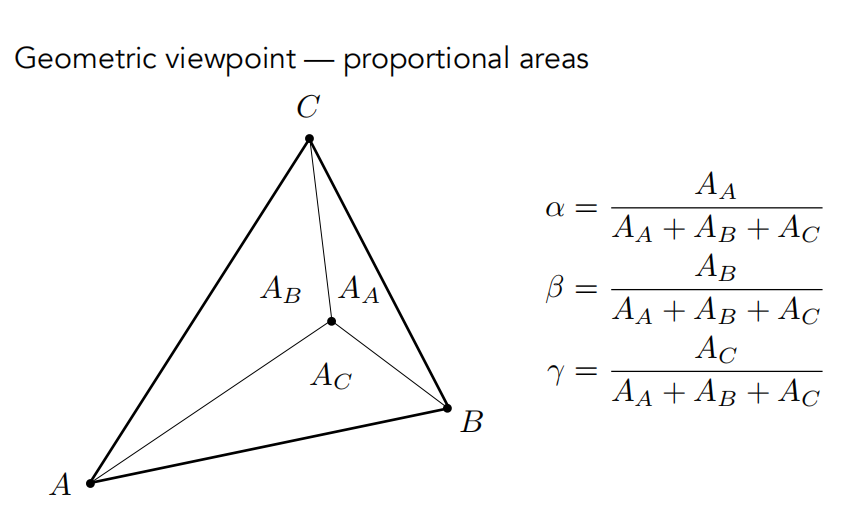 Geometric viewpoint — proportional areas
C
α = A_A / (A_A + A_B + A_C)
A_B A_A
β = A_B / (A_A + A_B + A_C)
A_C
γ = A_C / (A_A + A_B + A_C)
B
A